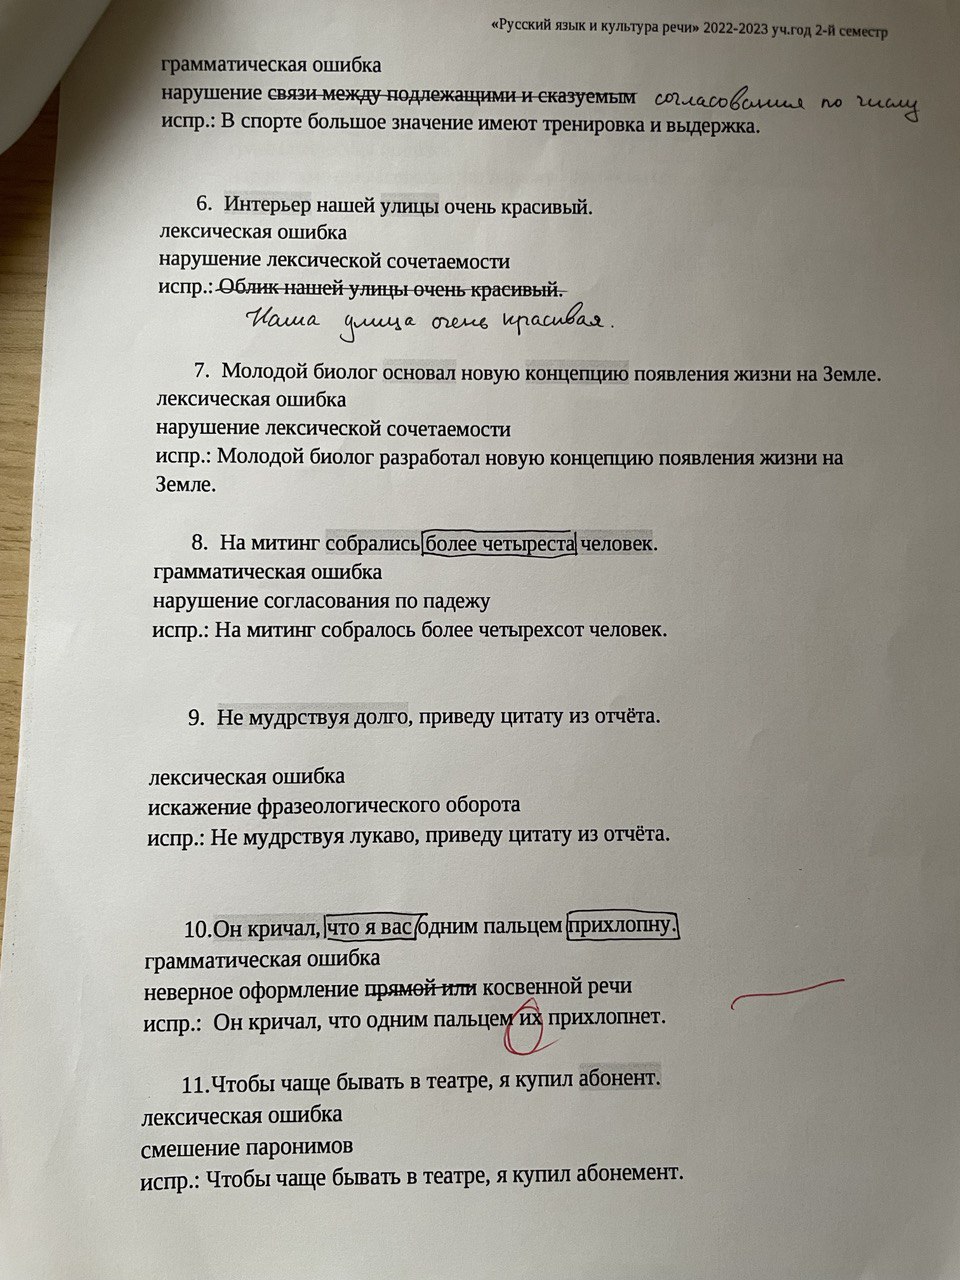 «Русский язык и культура речи» 2022-2023 уч.год 2-й семестр
грамматическая ошибка
нарушение связи между подлежащими и сказуемым согласования по числу
испр.: В спорте большое значение имеют тренировка и выдержка.
6. Интерьер нашей улицы очень красивый.
лексическая ошибка
нарушение лексической сочетаемости
испр.: Облик нашей улицы очень красивый.
Наша улица очень красивая.
7. Молодой биолог основал новую концепцию появления жизни на Земле.
лексическая ошибка
нарушение лексической сочетаемости
испр.: Молодой биолог разработал новую концепцию появления жизни на
Земле.
8. На митинг собрались более четыреста человек.
грамматическая ошибка
нарушение согласования по падежу
испр.: На митинг собралось более четырехсот человек.
9. Не мудрствуя долго, приведу цитату из отчёта.
лексическая ошибка
искажение фразеологического оборота
испр.: Не мудрствуя лукаво, приведу цитату из отчёта.
10.Он кричал, что я вас одним пальцем прихлопну.
грамматическая ошибка
неверное оформление прямой или косвенной речи
испр.: Он кричал, что одним пальцем их прихлопнет.
11.Чтобы чаще бывать в театре, я купил абонент.
лексическая ошибка
смешение паронимов
испр.: Чтобы чаще бывать в театре, я купил абонемент.